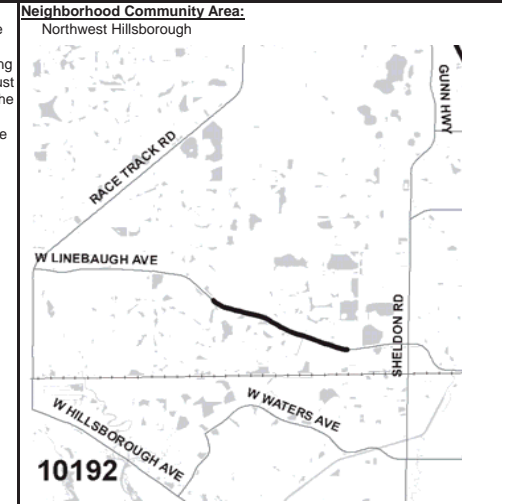 Neighborhood Community Area:
Northwest Hillsborough
GUNN HWY
RACE TRACK RD
W LINEBAUGH AVE
SHELDON RD
W WATERS AVE
W HILLSBOROUGH AVE
10192